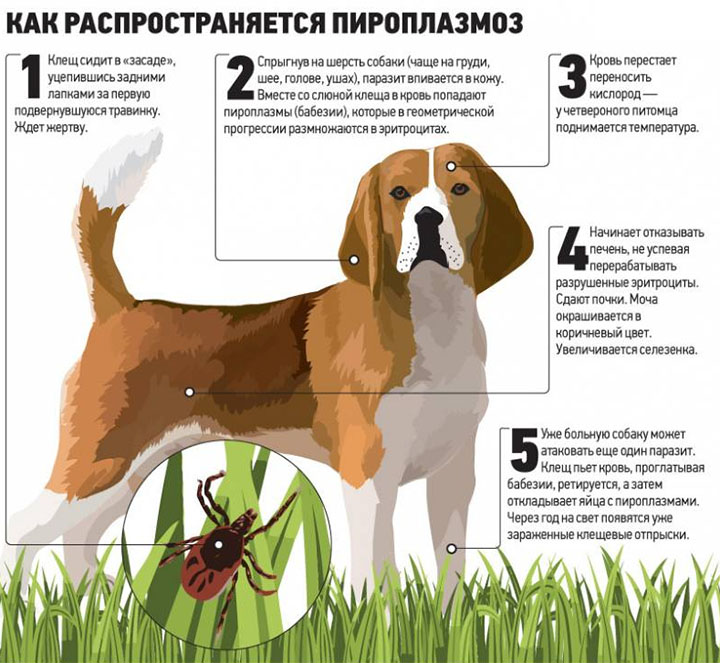 КАК РАСПРОСТРАНЯЕТСЯ ПИРОПЛАЗМОЗ
1 Клещ сидит в «засаде»,
уцепившись задними
лапками за первую
подвернувшуюся травинку.
Ждет жертву.
2 Спрыгнув на шерсть собаки (чаще на груди,
шее, голове, ушах), паразит впивается в кожу.
Вместе со слюной клеща в кровь попадают
пироплазмы (бабезии), которые в геометрической
прогрессии размножаются в эритроцитах.
3 Кровь перестает
переносить
кислород —
у четвероного питомца
поднимается температура.
4 Начинает отказывать
печень, не успевая
перерабатывать
разрушенные эритроциты.
Сдают почки. Моча
окрашивается в
коричневый цвет.
Увеличивается селезенка.
5 Уже больную собаку может
атаковать еще один паразит.
Клещ пьет кровь, проглатывая
бабезии, ретируется, а затем
откладывает яйца с пироплазмами.
Через год на свет появятся уже
зараженные клещевые отпрыски.